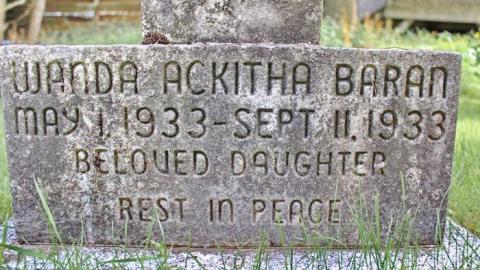 WANDA ACKITHA BARAN
MAY 1, 1933-SEPT 11, 1933
BELOVED DAUGHTER
REST IN PEACE